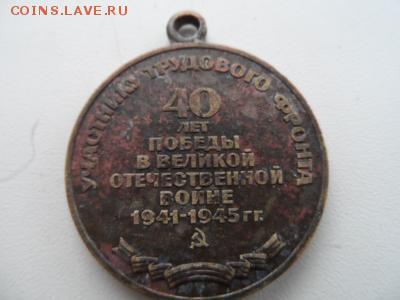 COINS.LAVE.RU
УЧАСТНИКУ ТРУДОВОГО ФРОНТА
40
ЛЕТ
ПОБЕДЫ
В ВЕЛИКОЙ
ОТЕЧЕСТВЕННОЙ
ВОЙНЕ
1941-1945 гг.